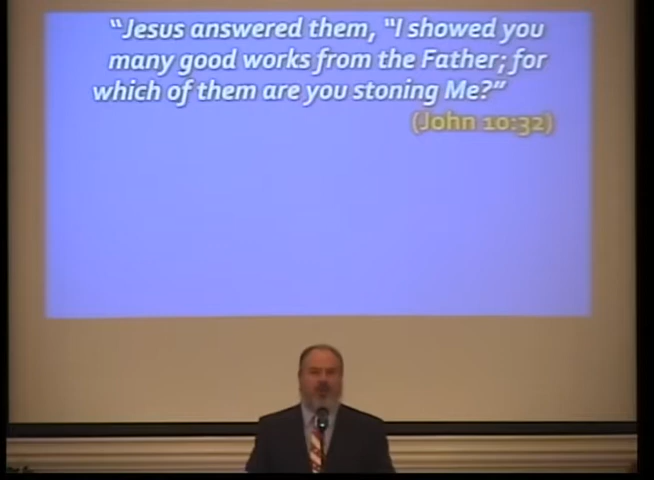 “Jesus answered them, “I showed you
many good works from the Father; for
which of them are you stoning Me?”
(John 10:32)